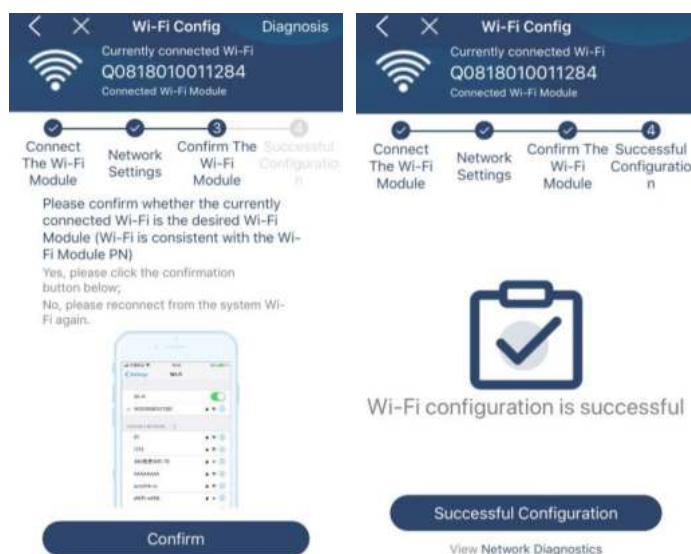 Wi-Fi Config
Diagnosis
Currently connected Wi-Fi
Q0818010011284
Connected Wi-Fi Module
3
4
Connect
The Wi-Fi
Module
Network
Settings
Confirm The
Wi-Fi
Module
Successful
Configuratio
n
Please confirm whether the currently
connected Wi-Fi is the desired Wi-
Fi Module (Wi-Fi is consistent with the Wi-
Fi Module PN)
Yes, please click the confirmation
button below;
No, please reconnect from the system Wi-
Fi again.
Wi-Fi
Confirm
Wi-Fi Config
Currently connected Wi-Fi
Q0818010011284
Connected Wi-Fi Module
4
Connect
The Wi-Fi
Module
Network
Settings
Confirm The
Wi-Fi
Module
Successful
Configuratio
n
Wi-Fi configuration is successful
Successful Configuration
View Network Diagnostics